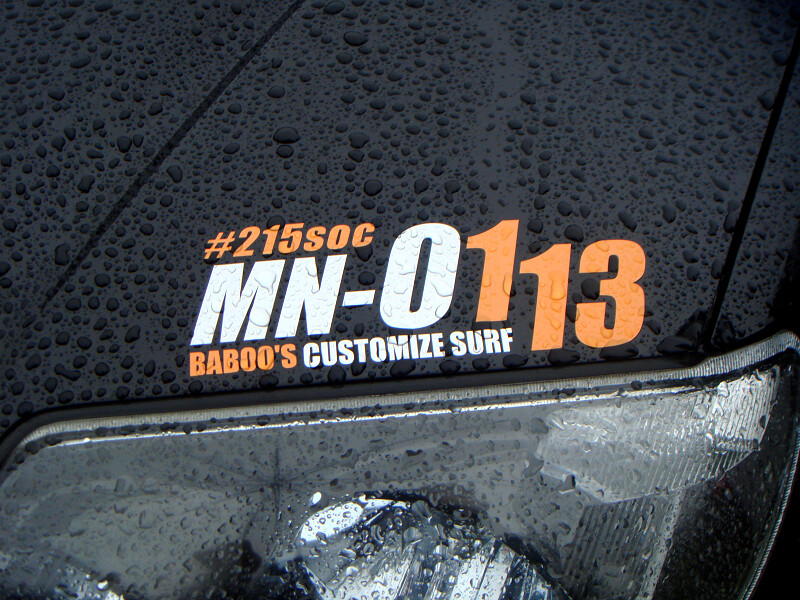 #215soc
MN-0113
BABOO'S CUSTOMIZE SURF